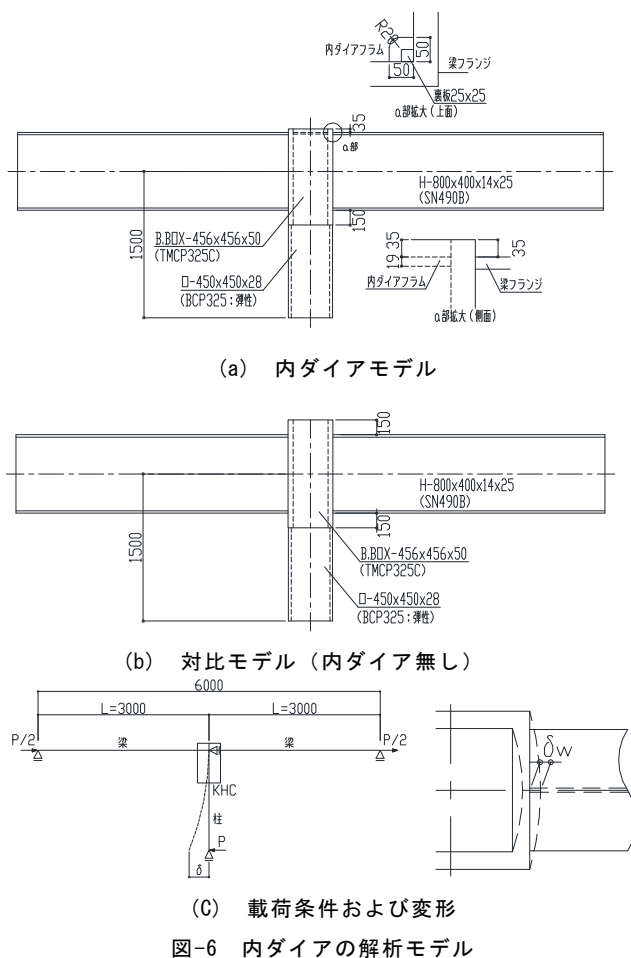 R20
内ダイアフラム
50
50
梁フランジ
裏板25x25
α部拡大(上面)
35
α部
H-800x400x14x25
(SN490B)
150
1500
B.BOX-456x456x50
(TMCP325C)
ロ-450x450x28
(BCP325:弾性)
19 35
35
内ダイアフラム
梁フランジ
α部拡大(側面)
(a) 内ダイアモデル
150
H-800x400x14x25
(SN490B)
150
1500
B.BOX-456x456x50
(TMCP325C)
ロ-450x450x28
(BCP325:弾性)
(b) 対比モデル(内ダイア無し)
6000
L=3000
L=3000
P/2
梁
梁
P/2
KHC
柱
P
δ
δw
(C) 載荷条件および変形
図-6 内ダイアの解析モデル